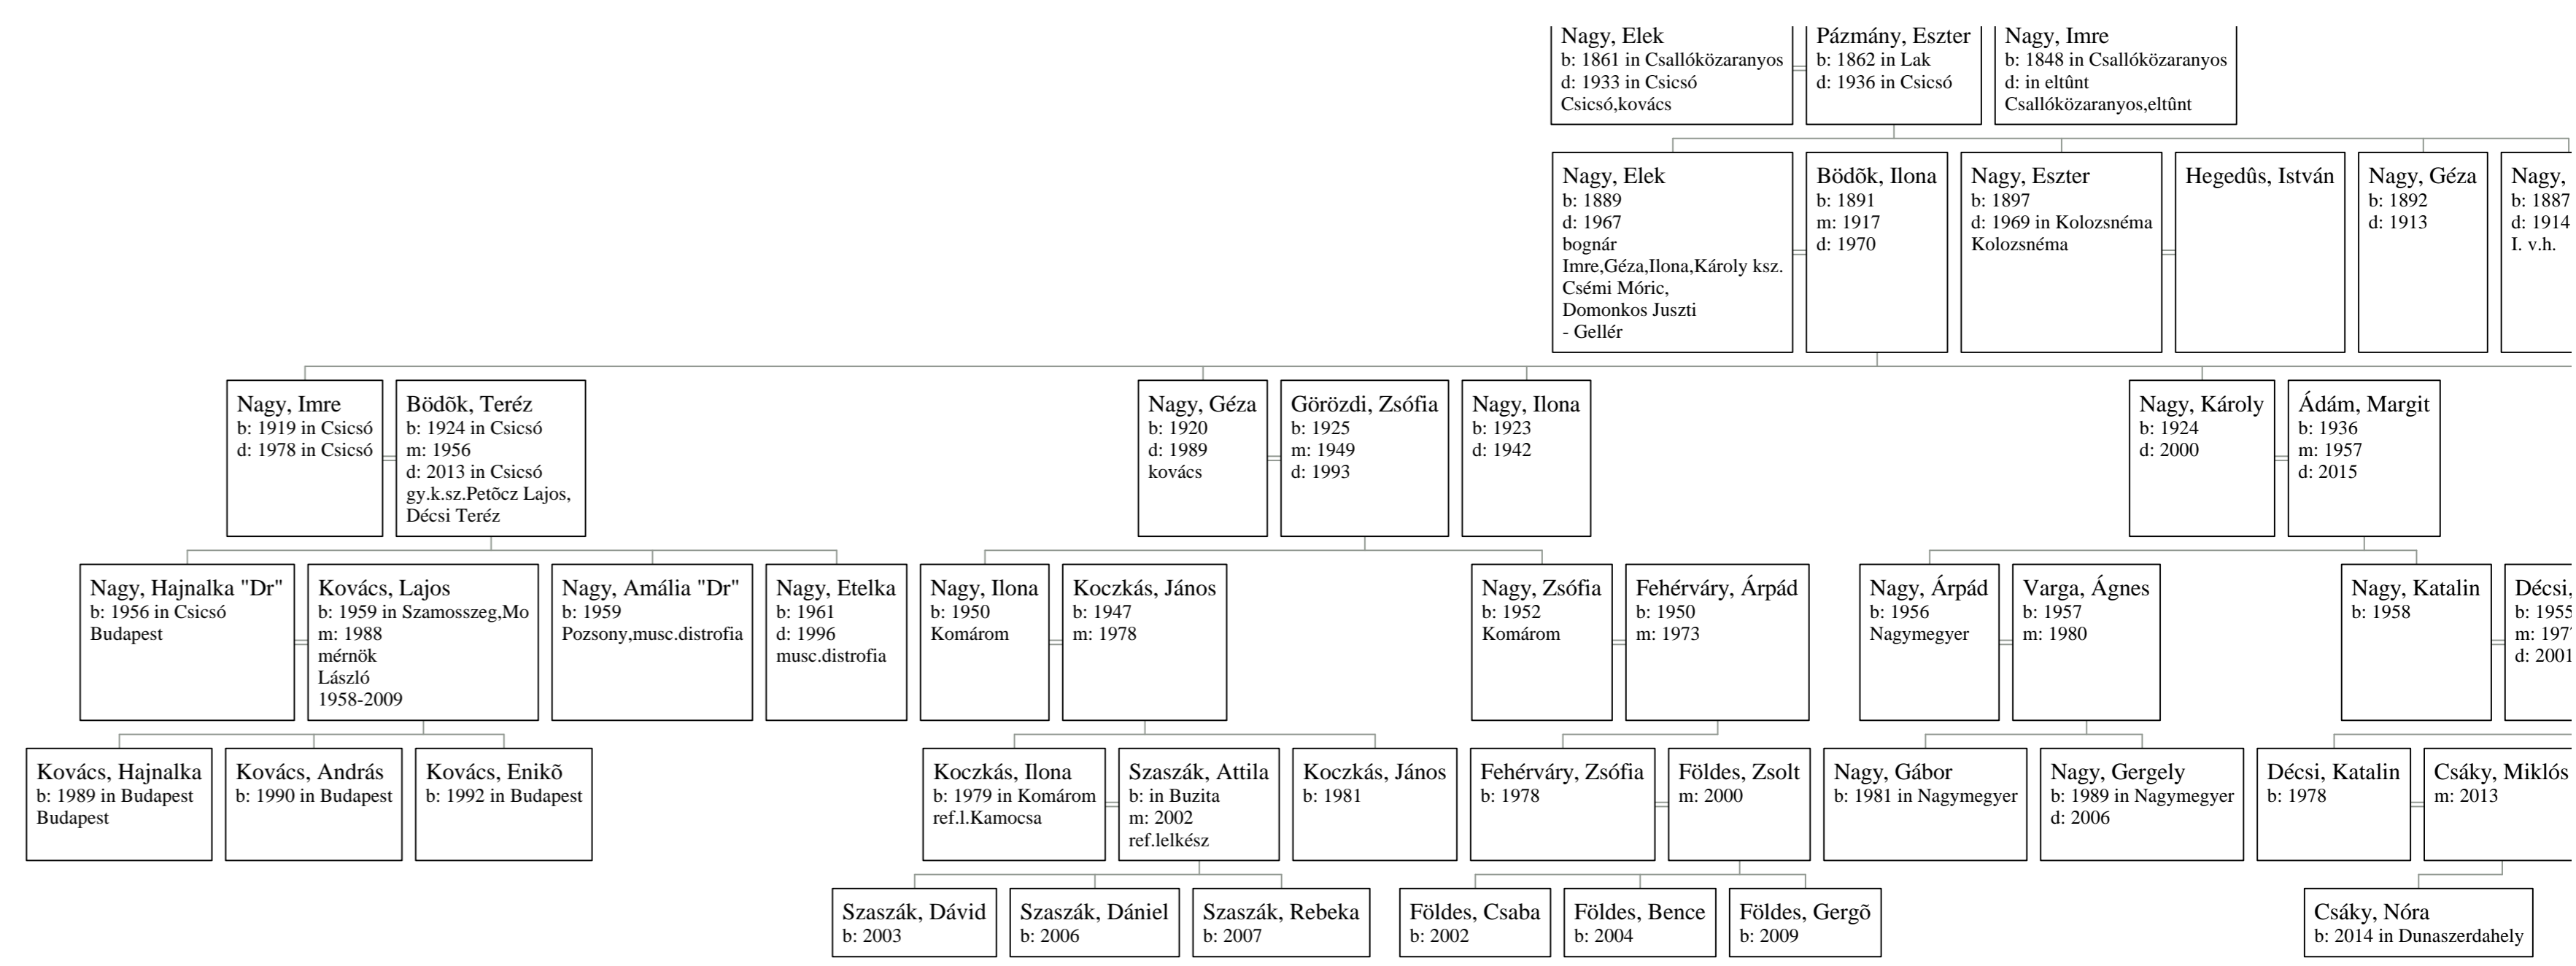 Nagy, Elek
b: 1861 in Csallóközaranyos
d: 1933 in Csicsó
Csicsó,kovács
Pázmány, Eszter
b: 1862 in Lak
d: 1936 in Csicsó
Nagy, Imre
b: 1848 in Csallóközaranyos
d: in eltûnt
Csallóközaranyos,eltûnt
Nagy, Elek
b: 1889
d: 1967
bognár
Imre,Géza,Ilona,Károly ksz.
Csémi Móric,
Domonkos Juszti
- Gellér
Bödõk, Ilona
b: 1891
m: 1917
d: 1970
Nagy, Eszter
b: 1897
d: 1969 in Kolozsnéma
Kolozsnéma
Hegedûs, István
Nagy, Géza
b: 1892
d: 1913
Nagy,
b: 1887
d: 1914
I. v.h.
Nagy, Imre
b: 1919 in Csicsó
d: 1978 in Csicsó
Bödõk, Teréz
b: 1924 in Csicsó
m: 1956
d: 2013 in Csicsó
gy.k.sz.Petõcz Lajos,
Décsi Teréz
Nagy, Géza
b: 1920
d: 1989
kovács
Görözdi, Zsófia
b: 1925
m: 1949
d: 1993
Nagy, Ilona
b: 1923
d: 1942
Nagy, Károly
b: 1924
d: 2000
Ádám, Margit
b: 1936
m: 1957
d: 2015
Nagy, Hajnalka "Dr"
b: 1956 in Csicsó
Budapest
Kovács, Lajos
b: 1959 in Szamosszeg,Mo
m: 1988
mérnök
László
1958-2009
Nagy, Amália "Dr"
b: 1959
Pozsony,musc.distrofia
Nagy, Etelka
b: 1961
d: 1996
musc.distrofia
Nagy, Ilona
b: 1950
Komárom
Koczkás, János
b: 1947
m: 1978
Nagy, Zsófia
b: 1952
Komárom
Fehérváry, Árpád
b: 1950
m: 1973
Nagy, Árpád
b: 1956
Nagymegyer
Varga, Ágnes
b: 1957
m: 1980
Nagy, Katalin
b: 1958
Décsi,
b: 1955
m: 197
d: 2001
Kovács, Hajnalka
b: 1989 in Budapest
Budapest
Kovács, András
b: 1990 in Budapest
Kovács, Enikõ
b: 1992 in Budapest
Koczkás, Ilona
b: 1979 in Komárom
ref.l.Kamocsa
Szaszák, Attila
b: in Buzita
m: 2002
ref.lelkész
Koczkás, János
b: 1981
Fehérváry, Zsófia
b: 1978
Földes, Zsolt
m: 2000
Nagy, Gábor
b: 1981 in Nagymegyer
Nagy, Gergely
b: 1989 in Nagymegyer
d: 2006
Décsi, Katalin
b: 1978
Csáky, Miklós
m: 2013
Szaszák, Dávid
b: 2003
Szaszák, Dániel
b: 2006
Szaszák, Rebeka
b: 2007
Földes, Csaba
b: 2002
Földes, Bence
b: 2004
Földes, Gergõ
b: 2009
Csáky, Nóra
b: 2014 in Dunaszerdahely